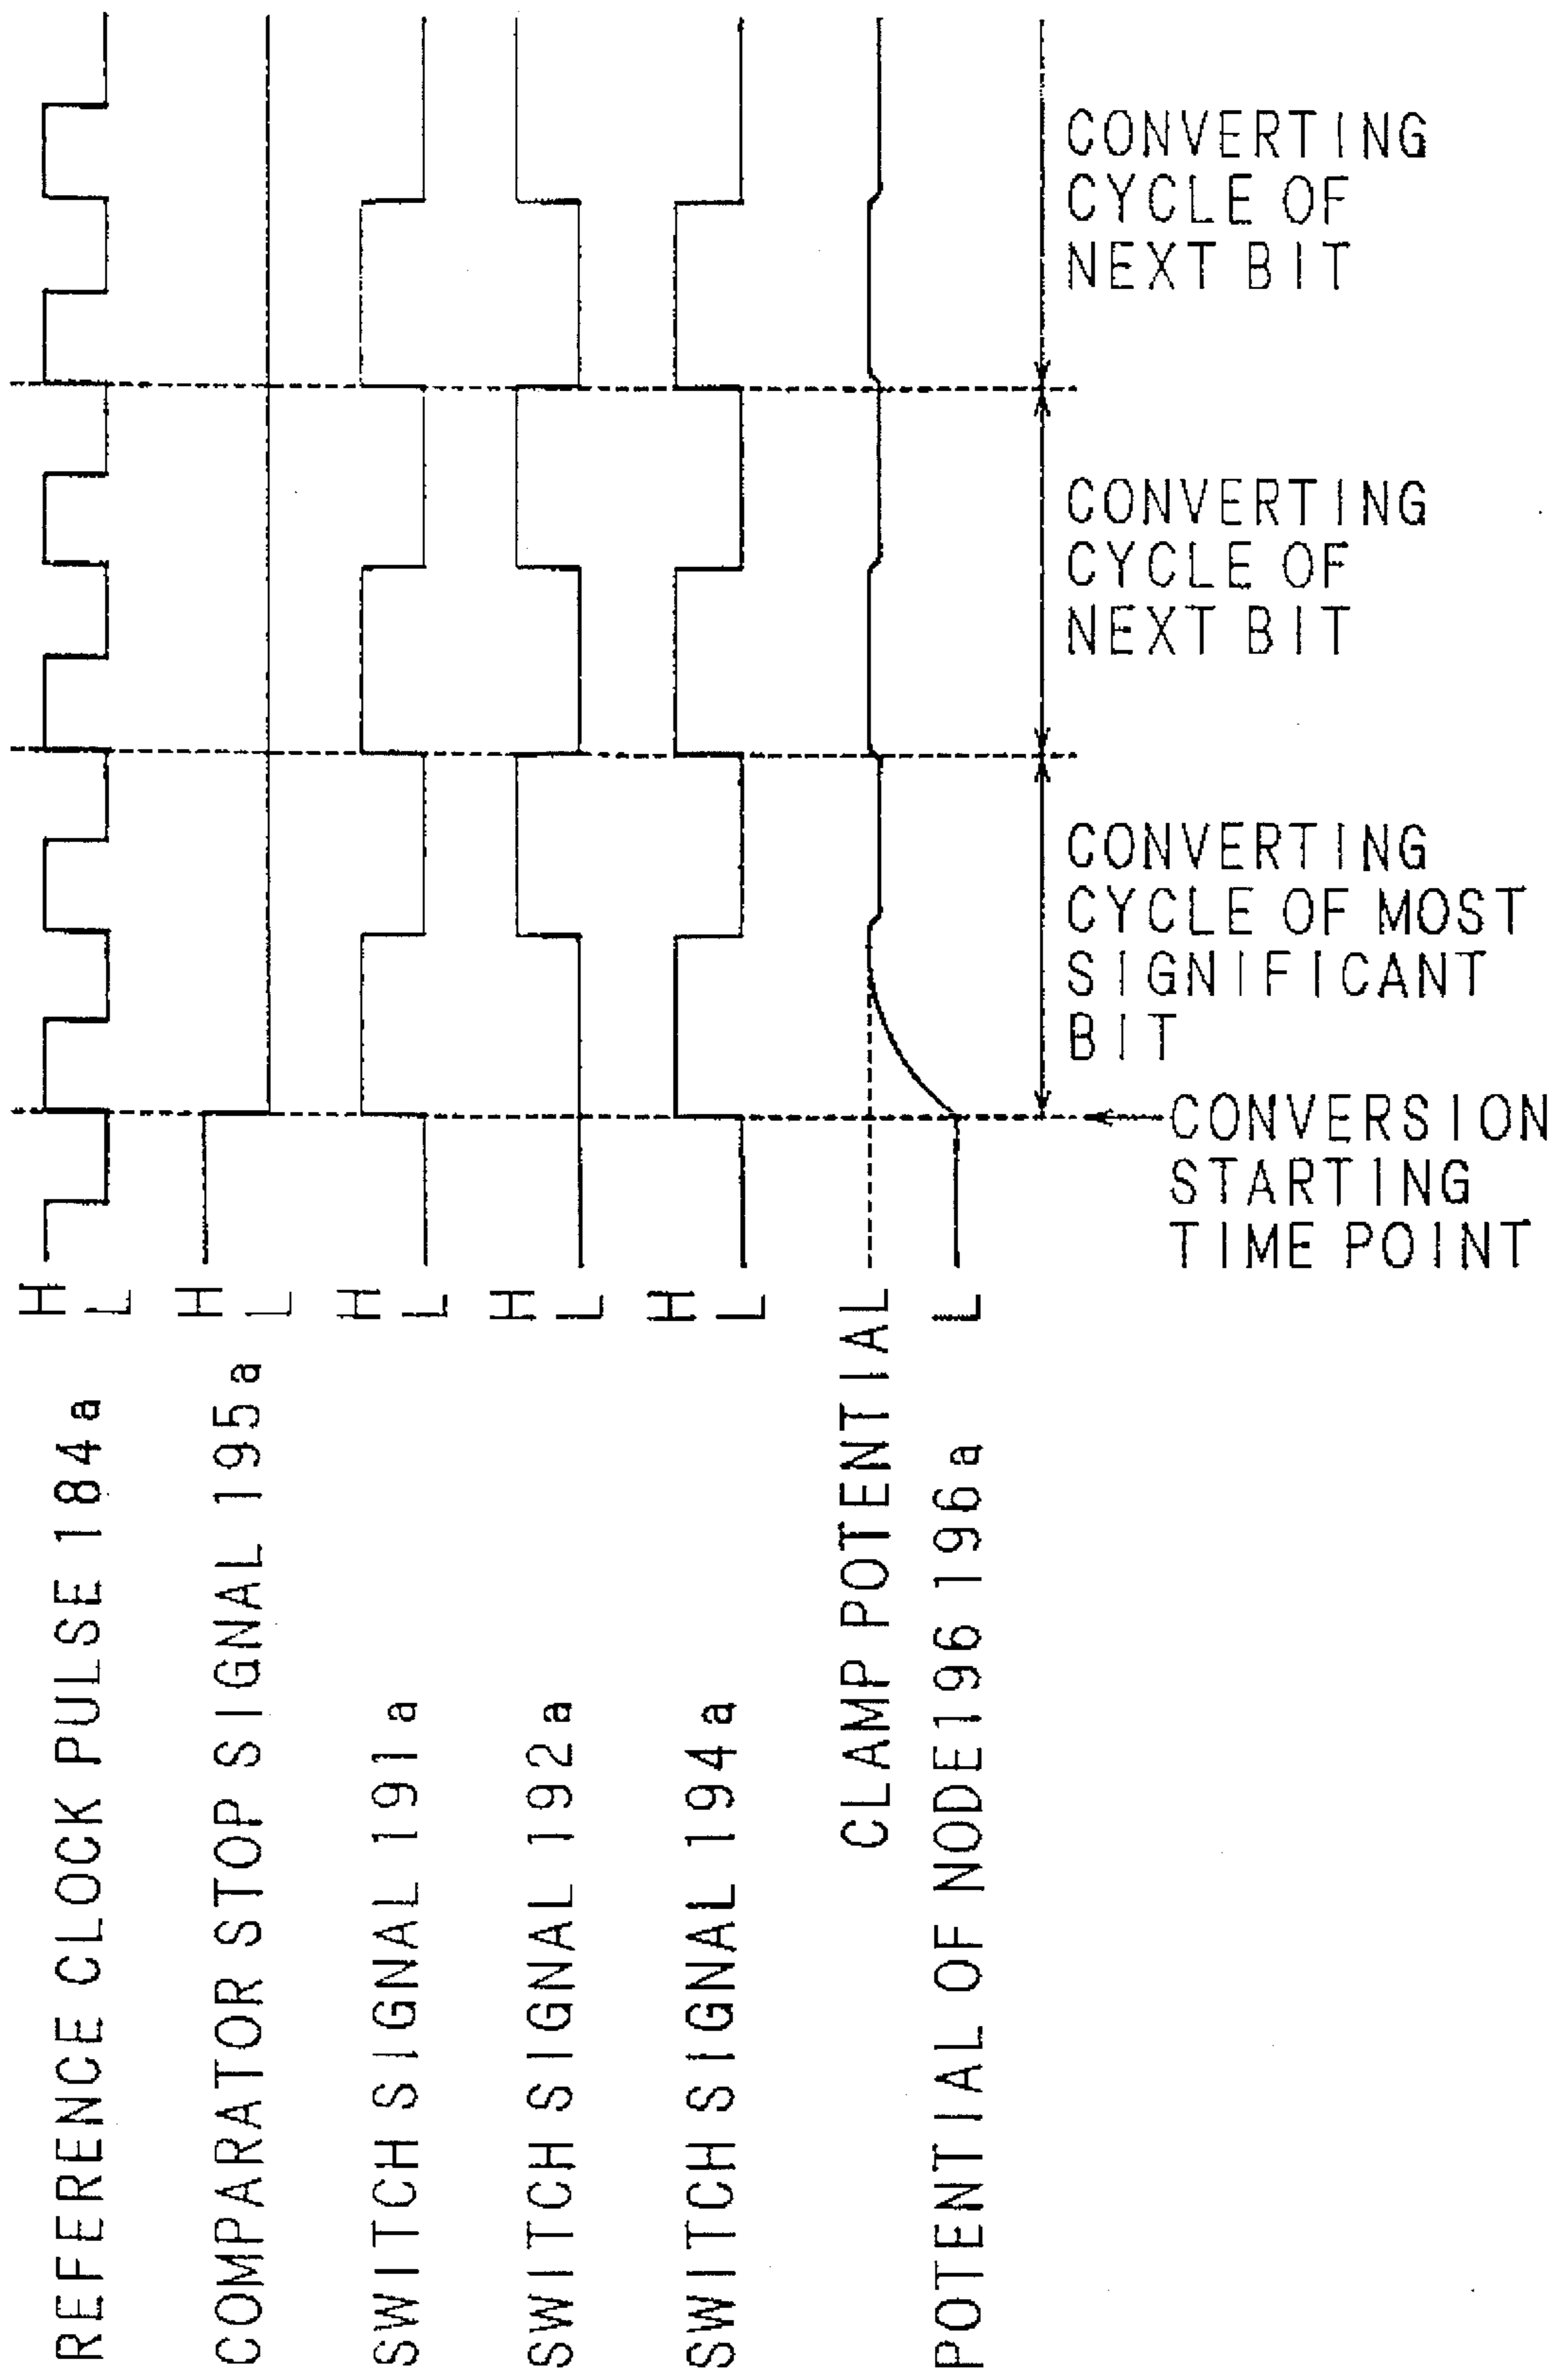 REFERENCE CLOCK PULSE 184a
H
L
COMPARATOR STOP SIGNAL 195a
H
L
SWITCH SIGNAL 191a
H
L
SWITCH SIGNAL 192a
H
L
SWITCH SIGNAL 194a
H
L
CLAMP POTENTIAL
POTENTIAL OF NODE196 196a
L
CONVERSION
STARTING
TIME POINT
CONVERTING
CYCLE OF MOST
SIGNIFICANT
BIT
CONVERTING
CYCLE OF
NEXT BIT
CONVERTING
CYCLE OF
NEXT BIT